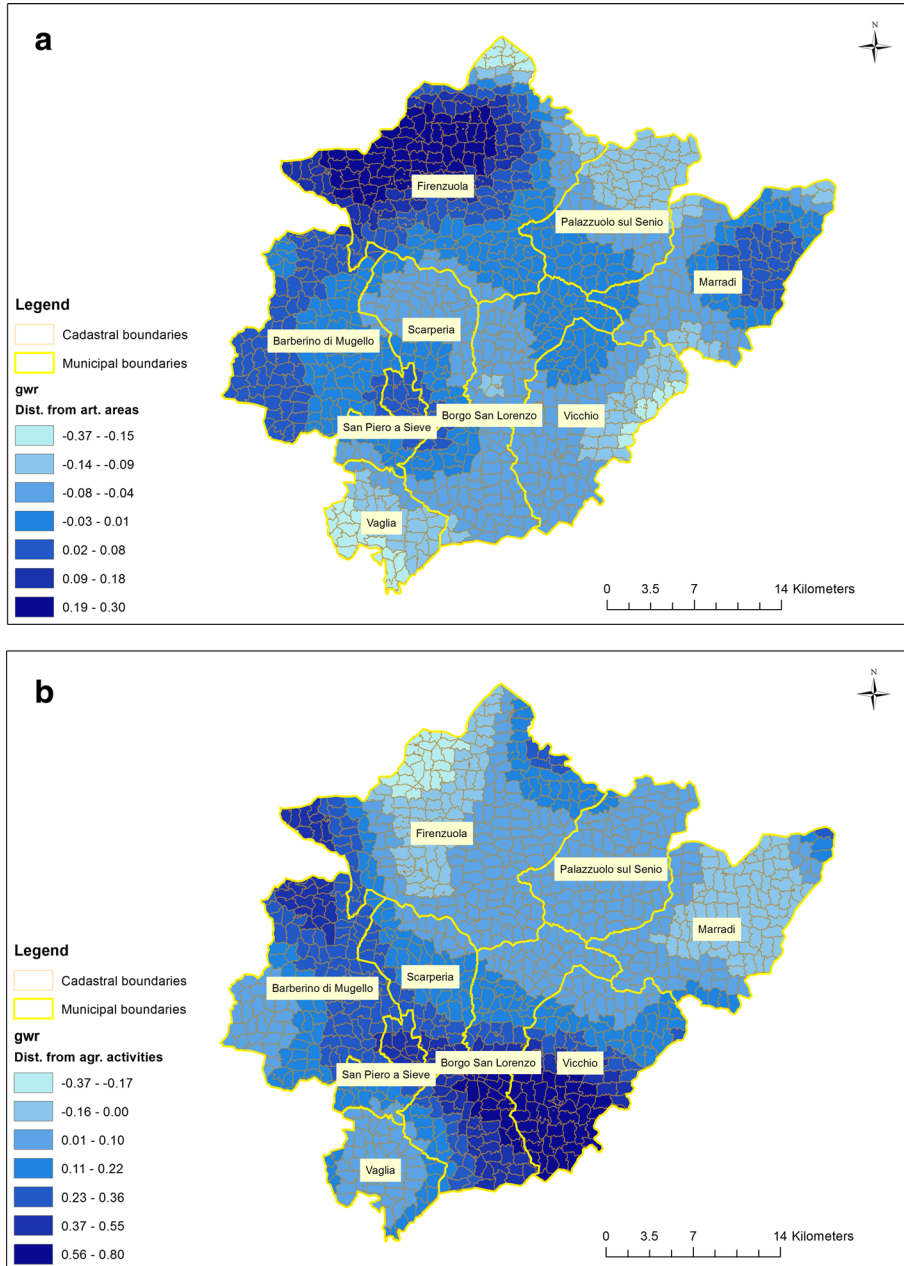 a
N
Firenzuola
Palazzuolo sul Senio
Marradi
Scarperia
Barberino di Mugello
Borgo San Lorenzo
Vicchio
San Piero a Sieve
Vaglia
Legend
Cadastral boundaries
Municipal boundaries
gwr
Dist. from art. areas
-0.37 - -0.15
-0.14 - -0.09
-0.08 - -0.04
-0.03 - 0.01
0.02 - 0.08
0.09 - 0.18
0.19 - 0.30
0 3.5 7 14 Kilometers
b
N
Firenzuola
Palazzuolo sul Senio
Marradi
Scarperia
Barberino di Mugello
Borgo San Lorenzo
Vicchio
San Piero a Sieve
Vaglia
Legend
Cadastral boundaries
Municipal boundaries
gwr
Dist. from agr. activities
-0.37 - -0.17
-0.16 - 0.00
0.01 - 0.10
0.11 - 0.22
0.23 - 0.36
0.37 - 0.55
0.56 - 0.80
0 3.5 7 14 Kilometers